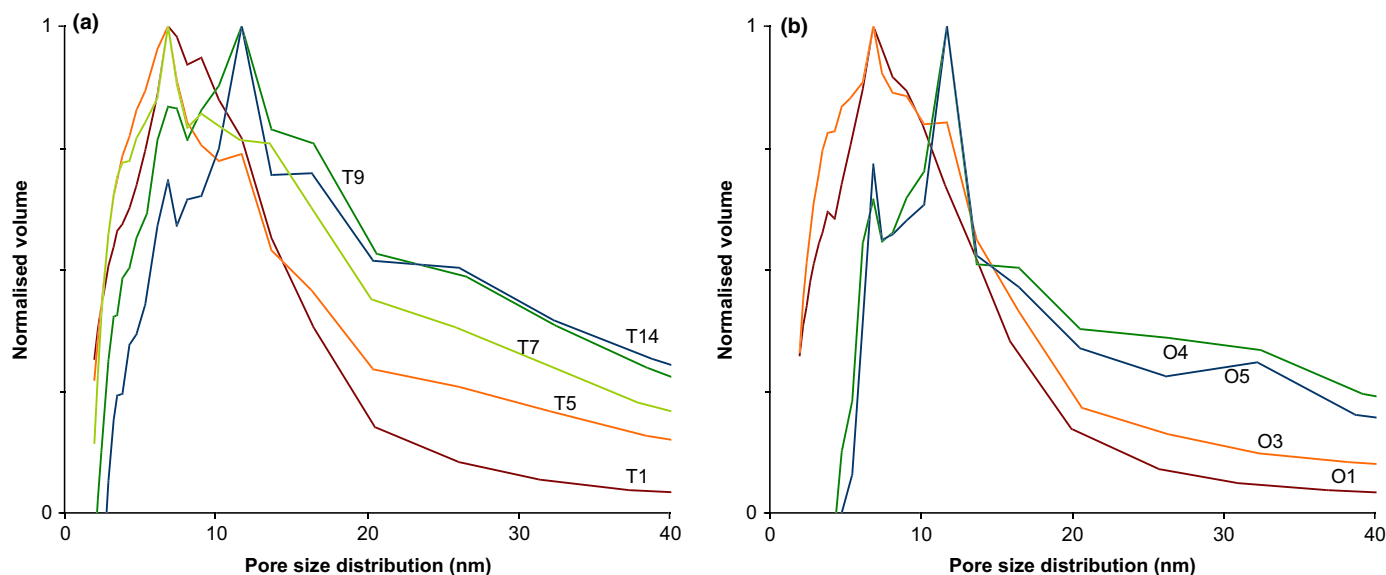 (a)
1
Normalised volume
T9
T14
T7
T5
T1
0
0 10 20 30 40
Pore size distribution (nm)
(b)
1
Normalised volume
O4
O5
O3
O1
0
0 10 20 30 40
Pore size distribution (nm)